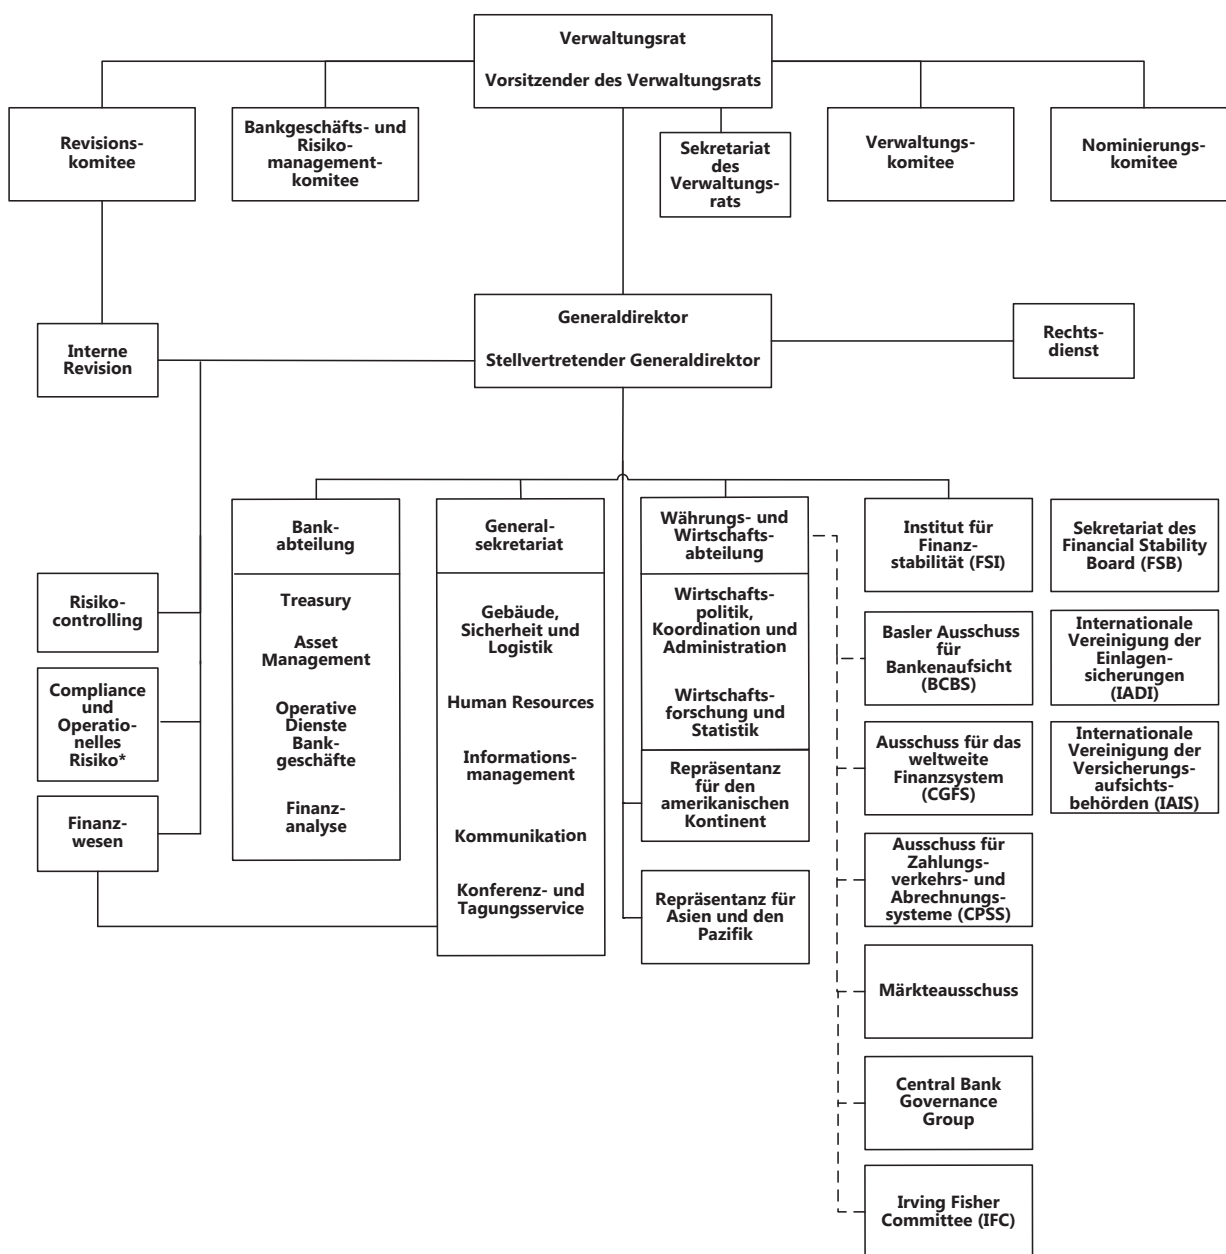 Verwaltungsrat
Vorsitzender des Verwaltungsrats
Revisions-
komitee
Bankgeschäfts- und
Risiko-
management-
komitee
Sekretariat
des
Verwaltungs-
rats
Verwaltungs-
komitee
Nominierungs-
komitee
Interne
Revision
Generaldirektor
Stellvertretender Generaldirektor
Rechts-
dienst
Risiko-
controlling
Compliance
und
Operatio-
nelles
Risiko*
Finanz-
wesen
Bank-
abteilung
Treasury
Asset
Management
Operative
Dienste
Bank-
geschäfte
Finanz-
analyse
General-
sekretariat
Gebäude,
Sicherheit und
Logistik
Human Resources
Informations-
management
Kommunikation
Konferenz- und
Tagungsservice
Währungs- und
Wirtschafts-
abteilung
Wirtschafts-
politik,
Koordination und
Administration
Wirtschafts-
forschung und
Statistik
Repräsentanz
für den
amerikanischen
Kontinent
Repräsentanz für
Asien und den
Pazifik
Institut für
Finanz-
stabilität (FSI)
Basler Ausschuss
für
Bankenaufsicht
(BCBS)
Ausschuss für das
weltweite
Finanzsystem
(CGFS)
Ausschuss für
Zahlungs-
verkehrs- und
Abrechnungs-
systeme (CPSS)
Märkteausschuss
Central Bank
Governance
Group
Irving Fisher
Committee (IFC)
Sekretariat des
Financial Stability
Board (FSB)
Internationale
Vereinigung der
Einlagen-
sicherungen
(IADI)
Internationale
Vereinigung der
Versicherungs-
aufsichts-
behörden (IAIS)